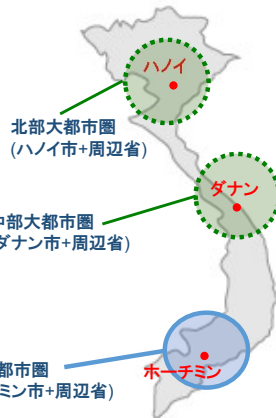 ハノイ
北部大都市圏
(ハノイ市+周辺省)
ダナン
中部大都市圏
ダナン市+周辺省)
ホーチミン
都市圏
ミン市+周辺省)